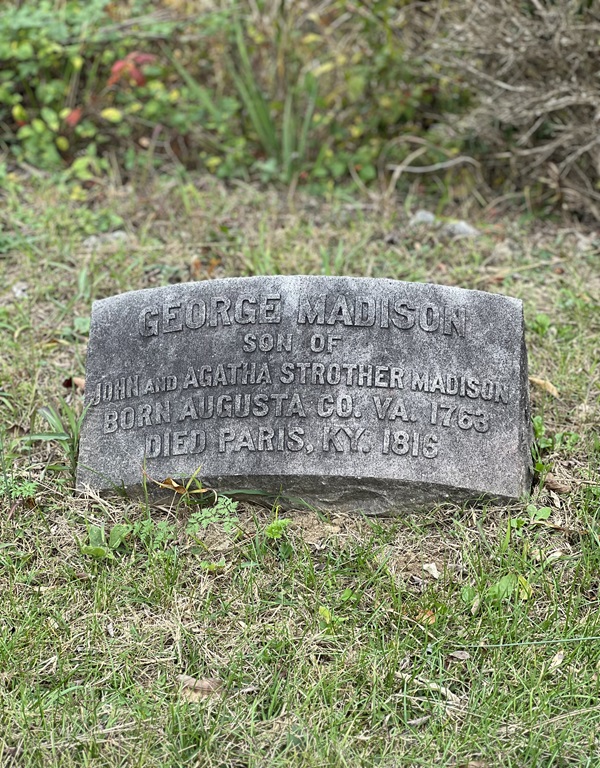 GEORGE MADISON
SON OF
JOHN AND AGATHA STROTHER MADISON
BORN AUGUSTA CO. VA. 1763
DIED PARIS, KY. 1816